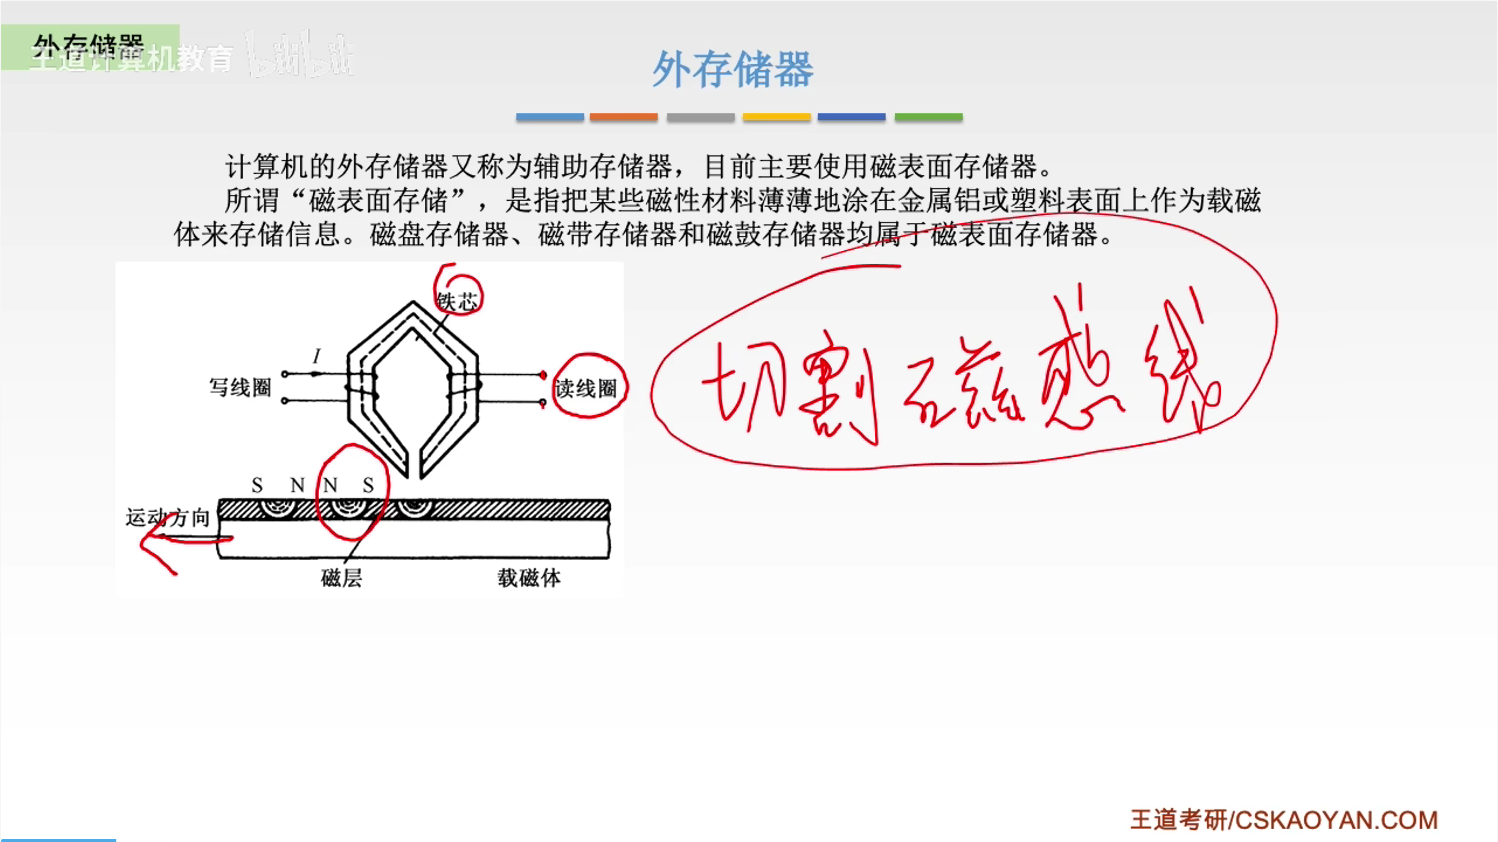 外存储器
王道计算机教育 bilibili
外存储器
计算机的外存储器又称为辅助存储器，目前主要使用磁表面存储器。
所谓“磁表面存储”，是指把某些磁性材料薄薄地涂在金属铝或塑料表面上作为载磁
体来存储信息。磁盘存储器、磁带存储器和磁鼓存储器均属于磁表面存储器。
铁芯
I
写线圈
读线圈
切割磁感线
S N N S
运动方向
磁层
载磁体
王道考研/CSKAOYAN.COM